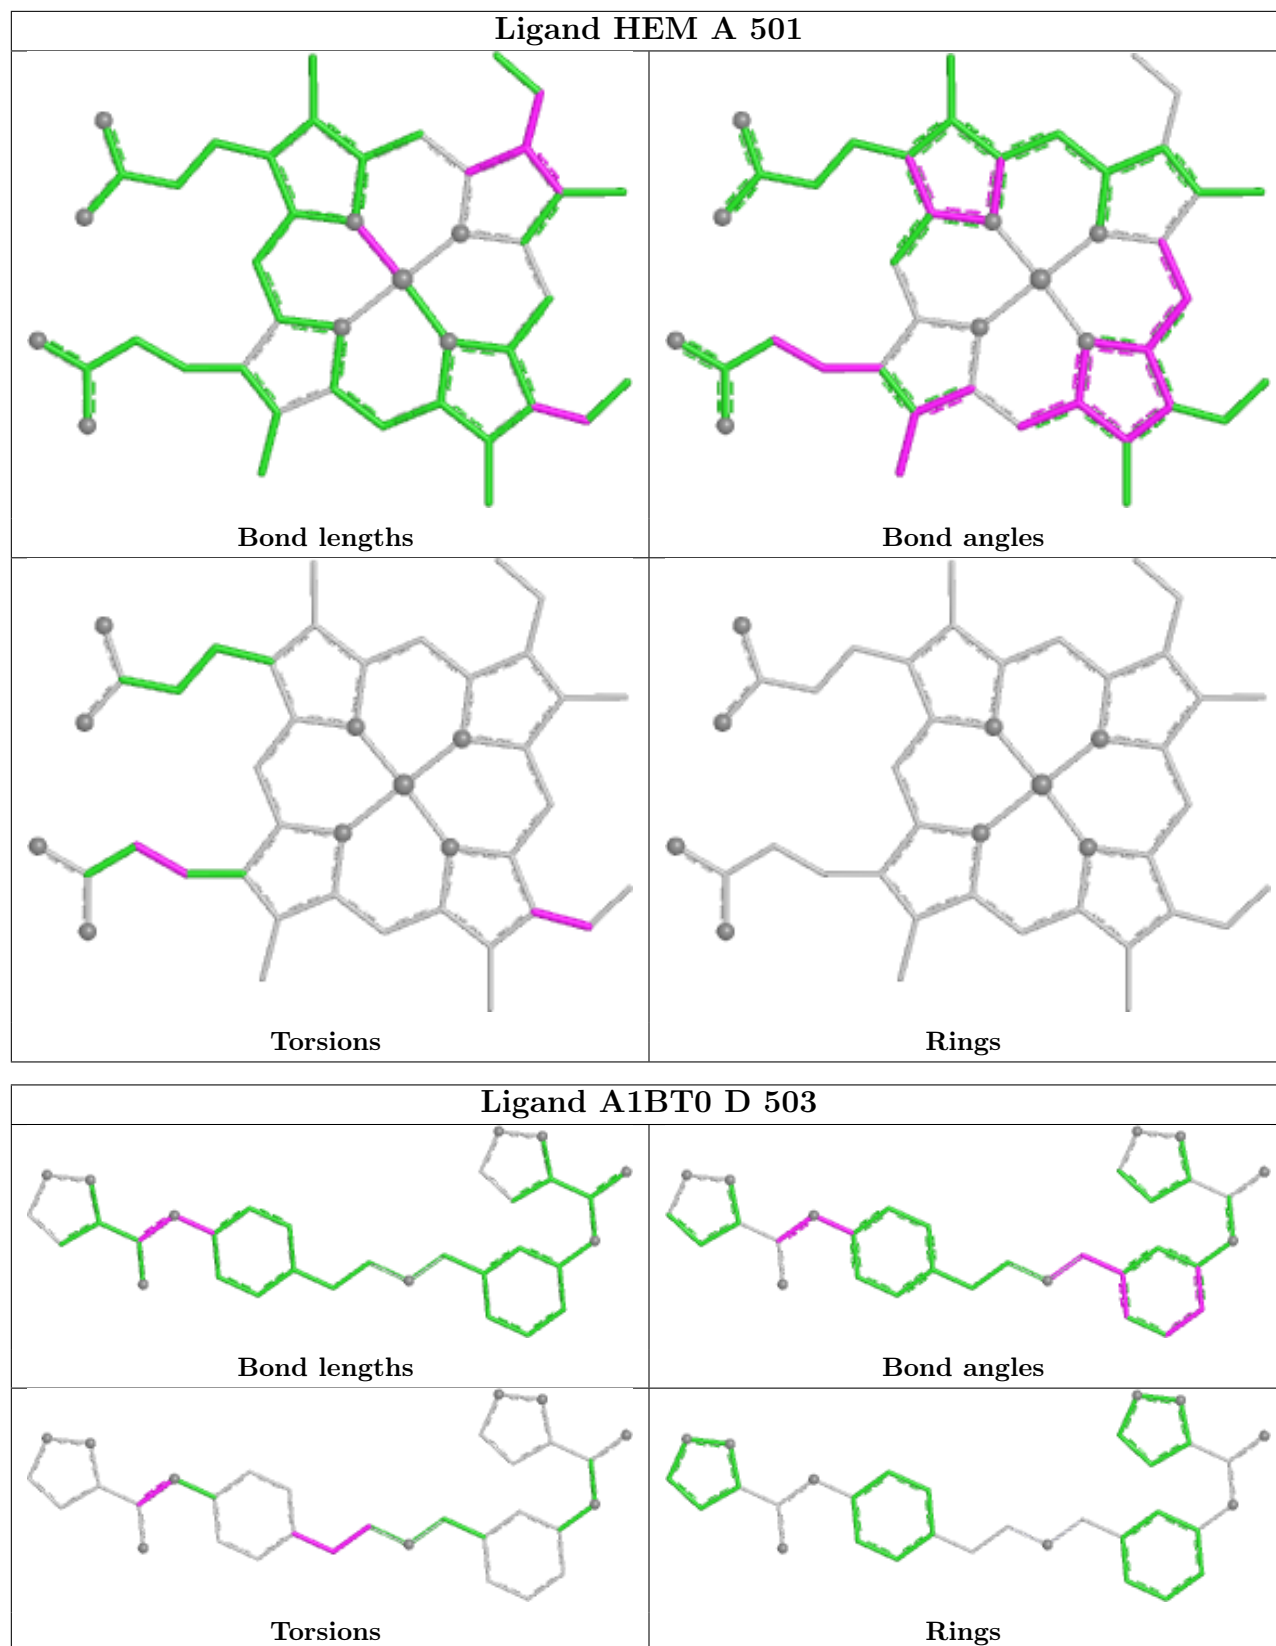 Ligand HEM A 501
Bond lengths
Bond angles
Torsions
Rings
Ligand A1BT0 D 503
Bond lengths
Bond angles
Torsions
Rings